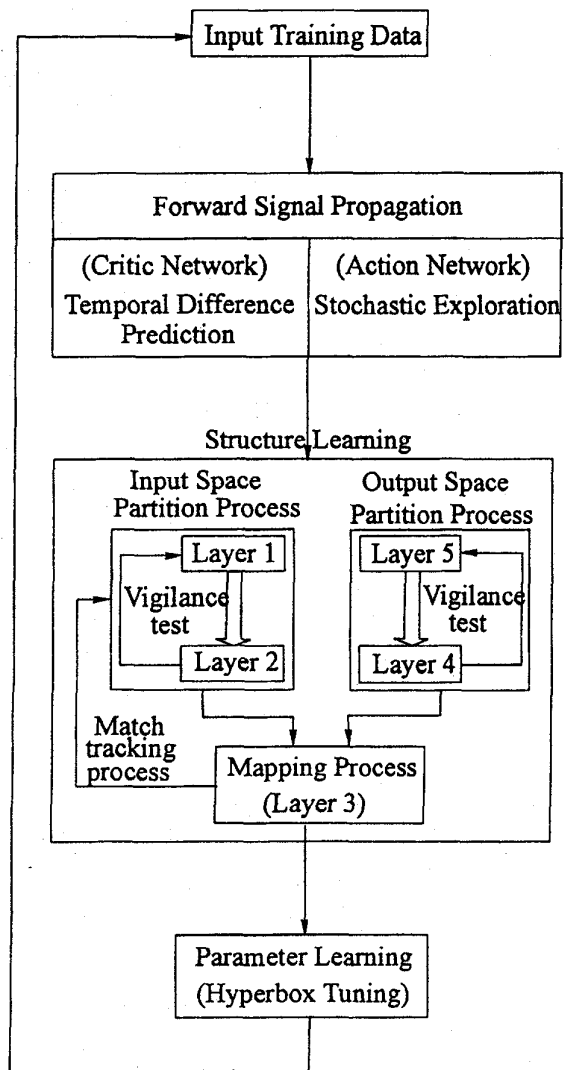 Input Training Data
Forward Signal Propagation
(Critic Network)
Temporal Difference
Prediction
(Action Network)
Stochastic Exploration
Structure Learning
Input Space
Partition Process
Layer 1
Vigilance
test
Layer 2
Output Space
Partition Process
Layer 5
Vigilance
test
Layer 4
Match
tracking
process
Mapping Process
(Layer 3)
Parameter Learning
(Hyperbox Tuning)